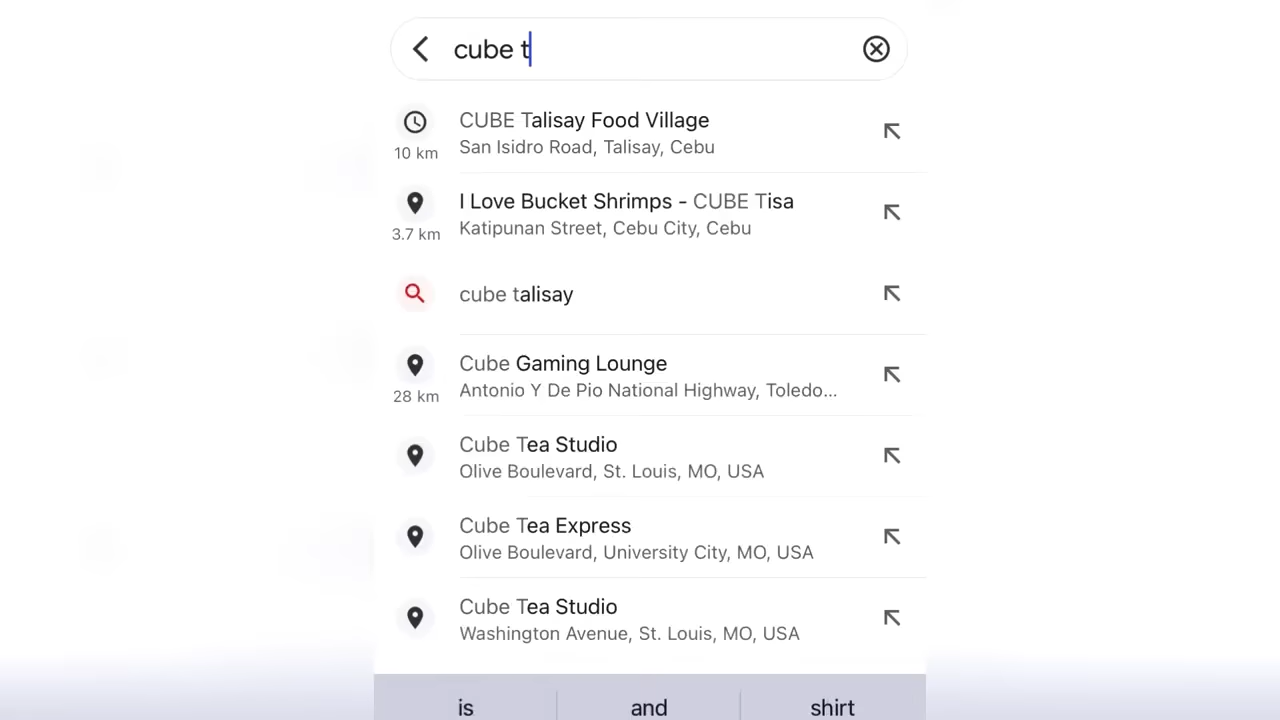 cube t
CUBE Talisay Food Village
10 km
San Isidro Road, Talisay, Cebu
I Love Bucket Shrimps - CUBE Tisa
3.7 km
Katipunan Street, Cebu City, Cebu
cube talisay
Cube Gaming Lounge
28 km
Antonio Y De Pio National Highway, Toledo...
Cube Tea Studio
Olive Boulevard, St. Louis, MO, USA
Cube Tea Express
Olive Boulevard, University City, MO, USA
Cube Tea Studio
Washington Avenue, St. Louis, MO, USA
is and shirt